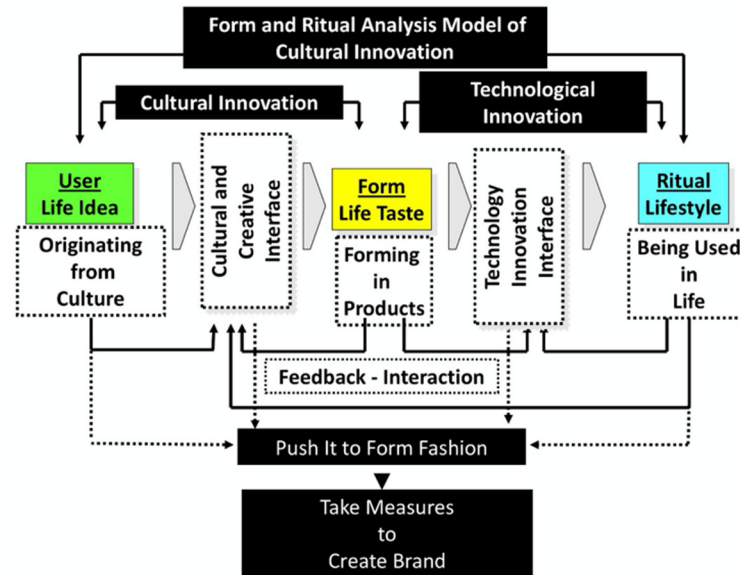 Form and Ritual Analysis Model of
Cultural Innovation
Cultural Innovation
Technological
Innovation
User
Life Idea
Originating
from
Culture
Cultural and
Creative
Interface
Form
Life Taste
Forming
in
Products
Technology
Innovation
Interface
Ritual
Lifestyle
Being Used
in
Life
Feedback - Interaction
Push It to Form Fashion
Take Measures
to
Create Brand